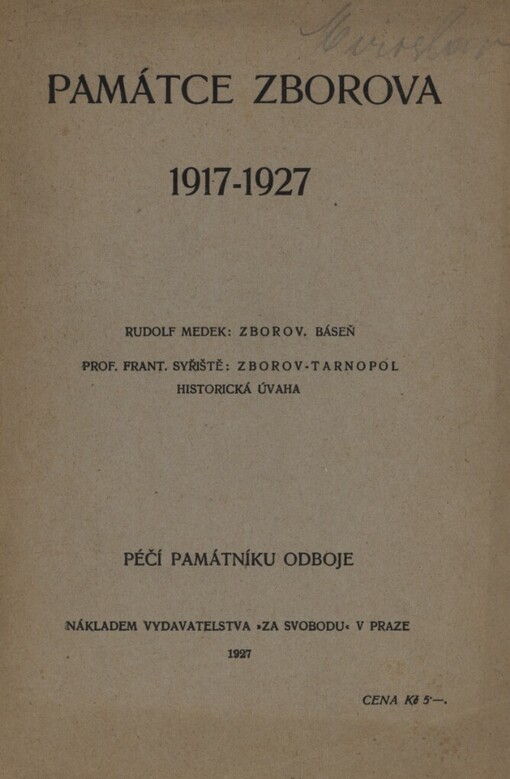 Miroslav
PAMÁTCE ZBOROVA
1917-1927
RUDOLF MEDEK: ZBOROV. BÁSEŇ
PROF. FRANT. SYŘIŠTĚ: ZBOROV-TARNOPOL
HISTORICKÁ ÚVAHA
PÉČÍ PAMÁTNÍKU ODBOJE
NÁKLADEM VYDAVATELSTVA »ZA SVOBODU« V PRAZE
1927
CENA Kč 5·—.